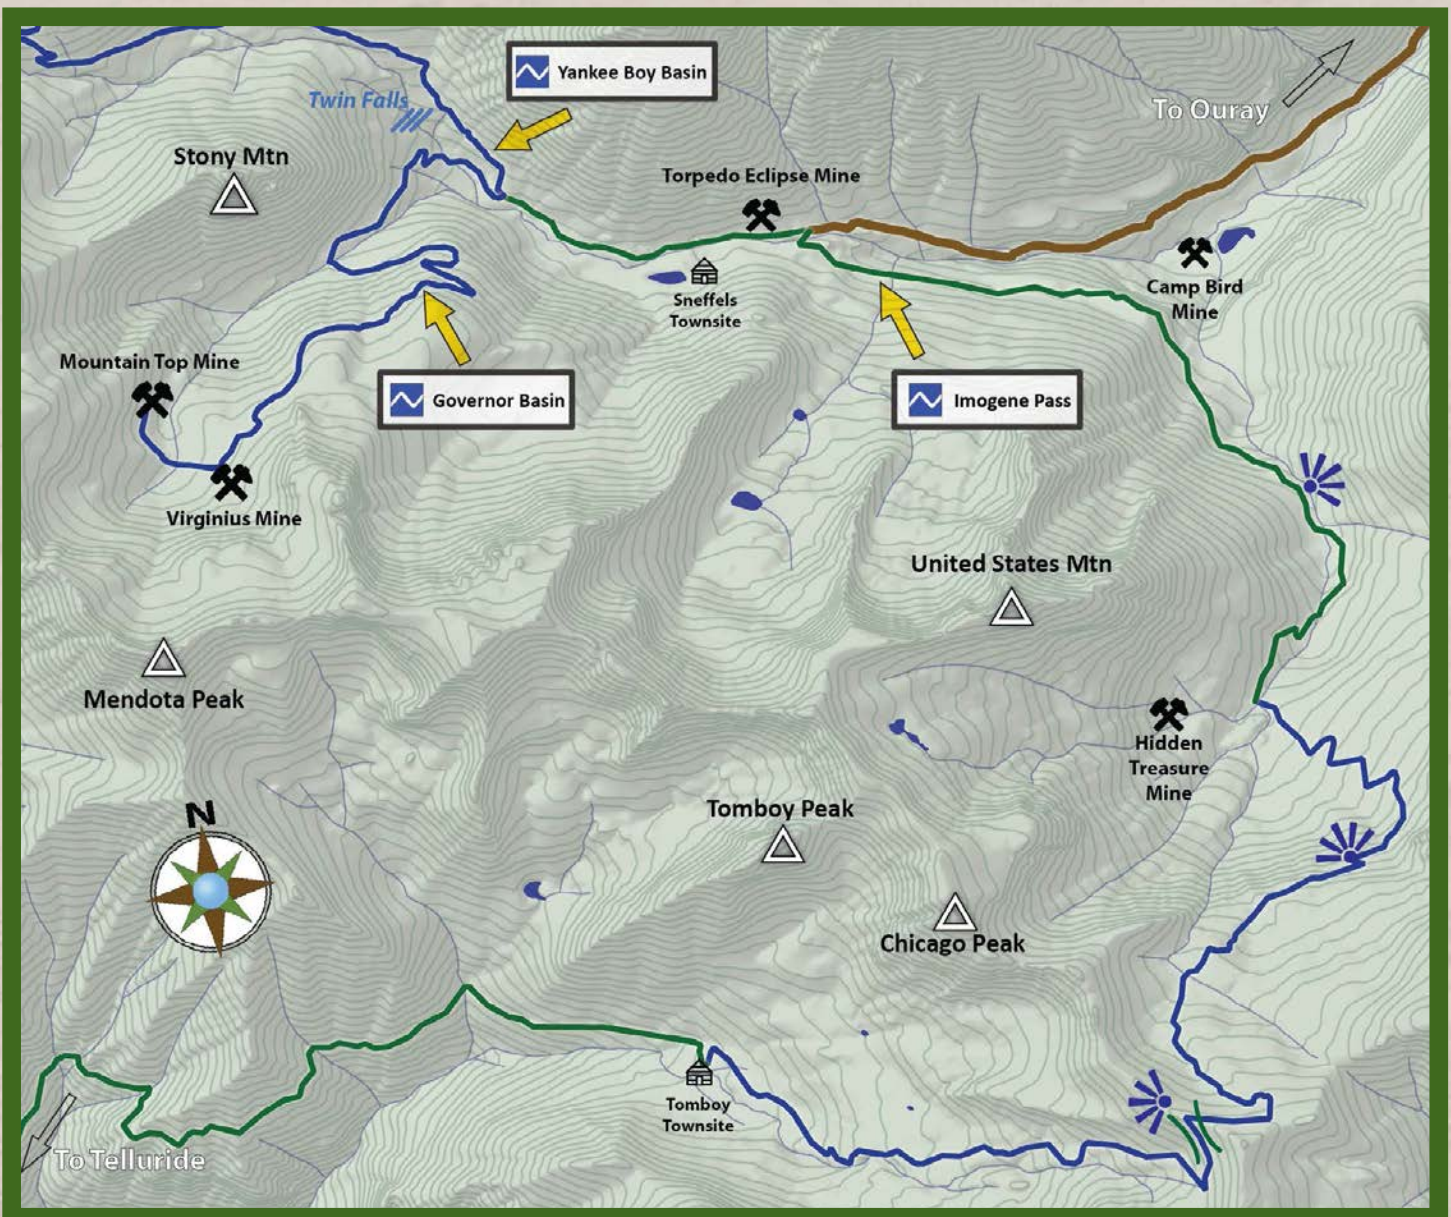 Yankee Boy Basin
Twin Falls
To Ouray
Stony Mtn
Torpedo Eclipse Mine
Camp Bird
Mine
Sneffels
Townsite
Mountain Top Mine
Governor Basin
Imogene Pass
Virginius Mine
United States Mtn
Mendota Peak
Hidden
Treasure
Mine
Tomboy Peak
N
Chicago Peak
Tomboy
Townsite
To Telluride